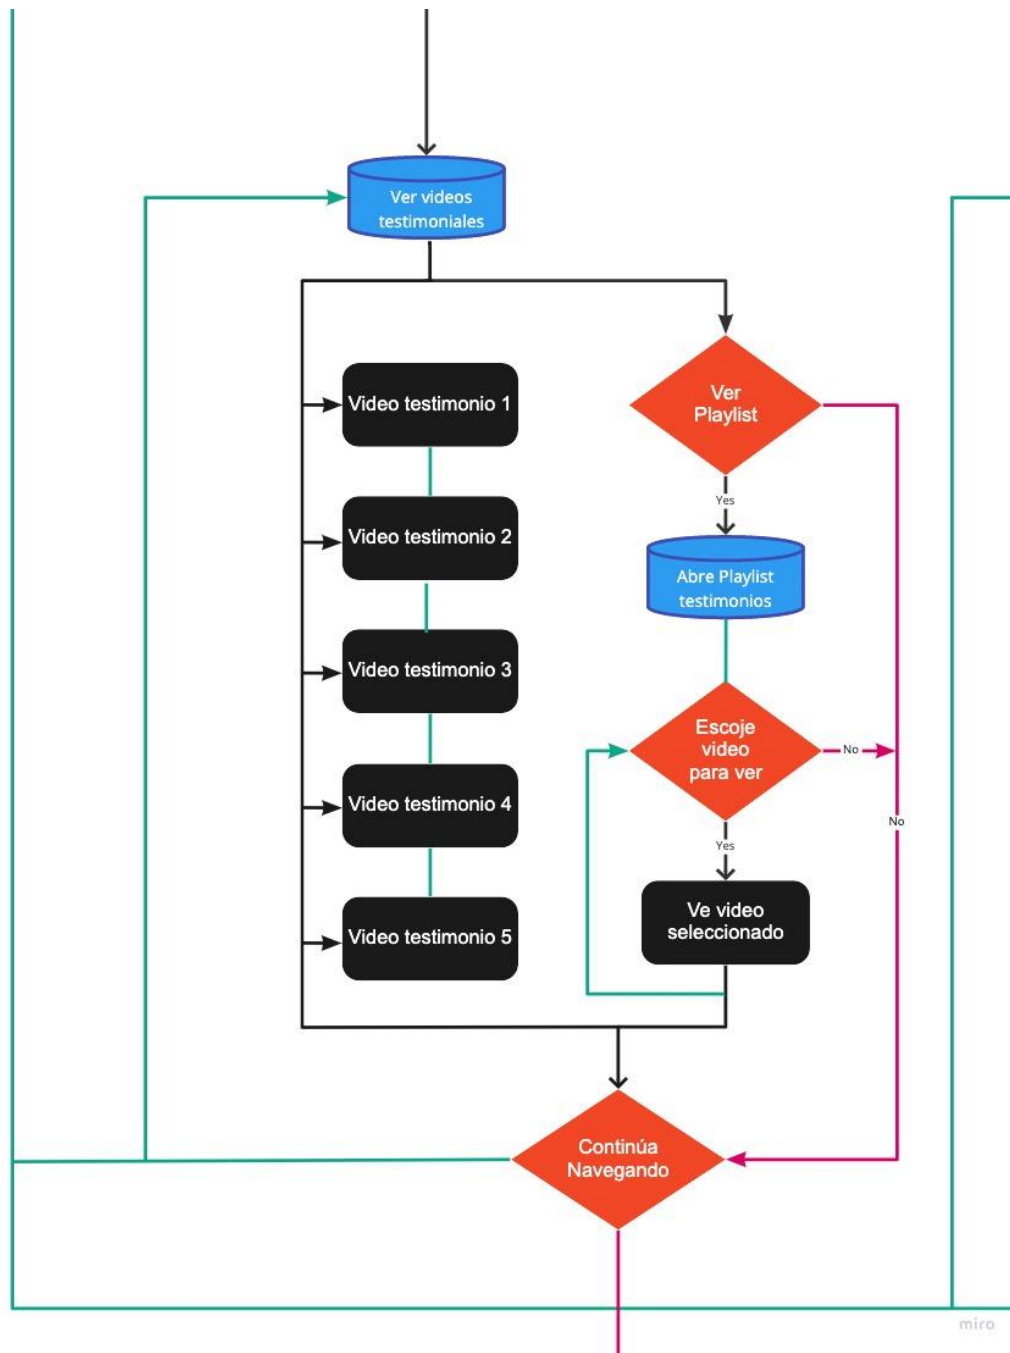 Ver videos
testimoniales
Video testimonio 1
Video testimonio 2
Video testimonio 3
Video testimonio 4
Video testimonio 5
Ver
Playlist
Yes
Abre Playlist
testimonios
Escoje
video
para ver
No
No
Yes
Ve video
seleccionado
Continúa
Navegando
miro